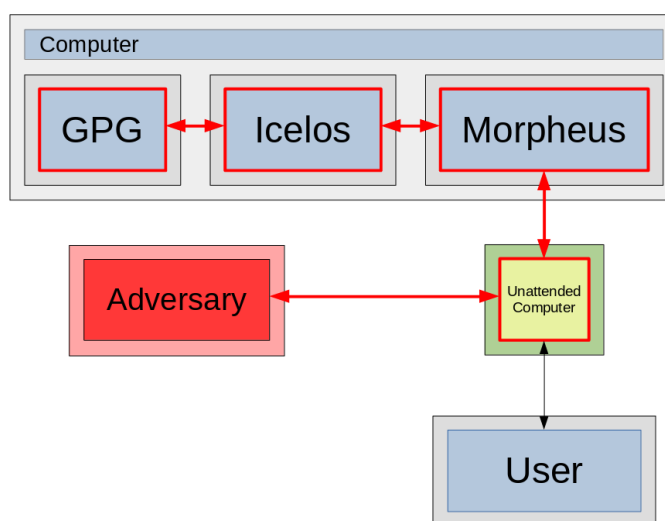 Computer
GPG
Icelos
Morpheus
Adversary
Unattended
Computer
User